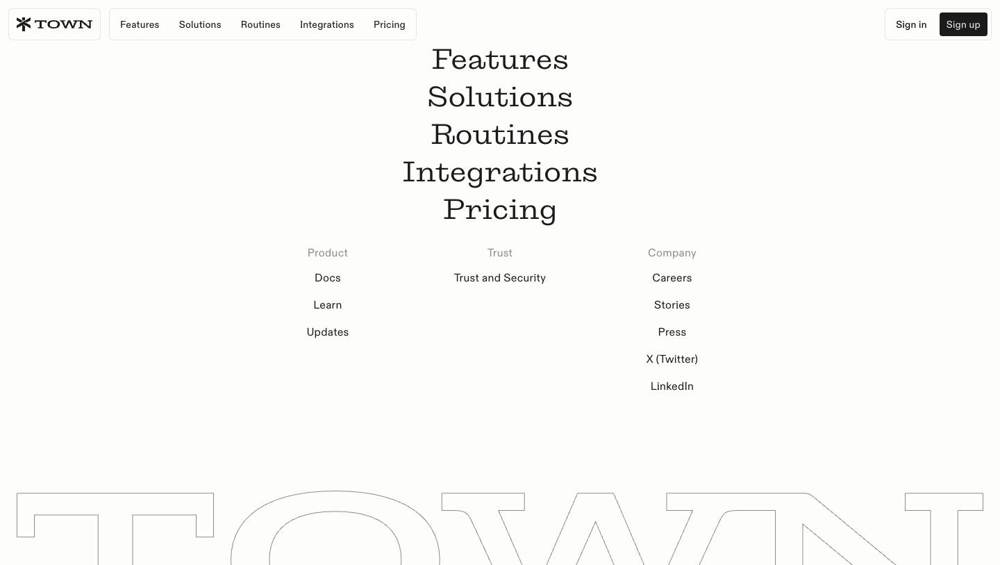 TOWN
Features Solutions Routines Integrations Pricing
Sign in Sign up
Features
Solutions
Routines
Integrations
Pricing
Product
Docs
Learn
Updates
Trust
Trust and Security
Company
Careers
Stories
Press
X (Twitter)
LinkedIn
TOWN